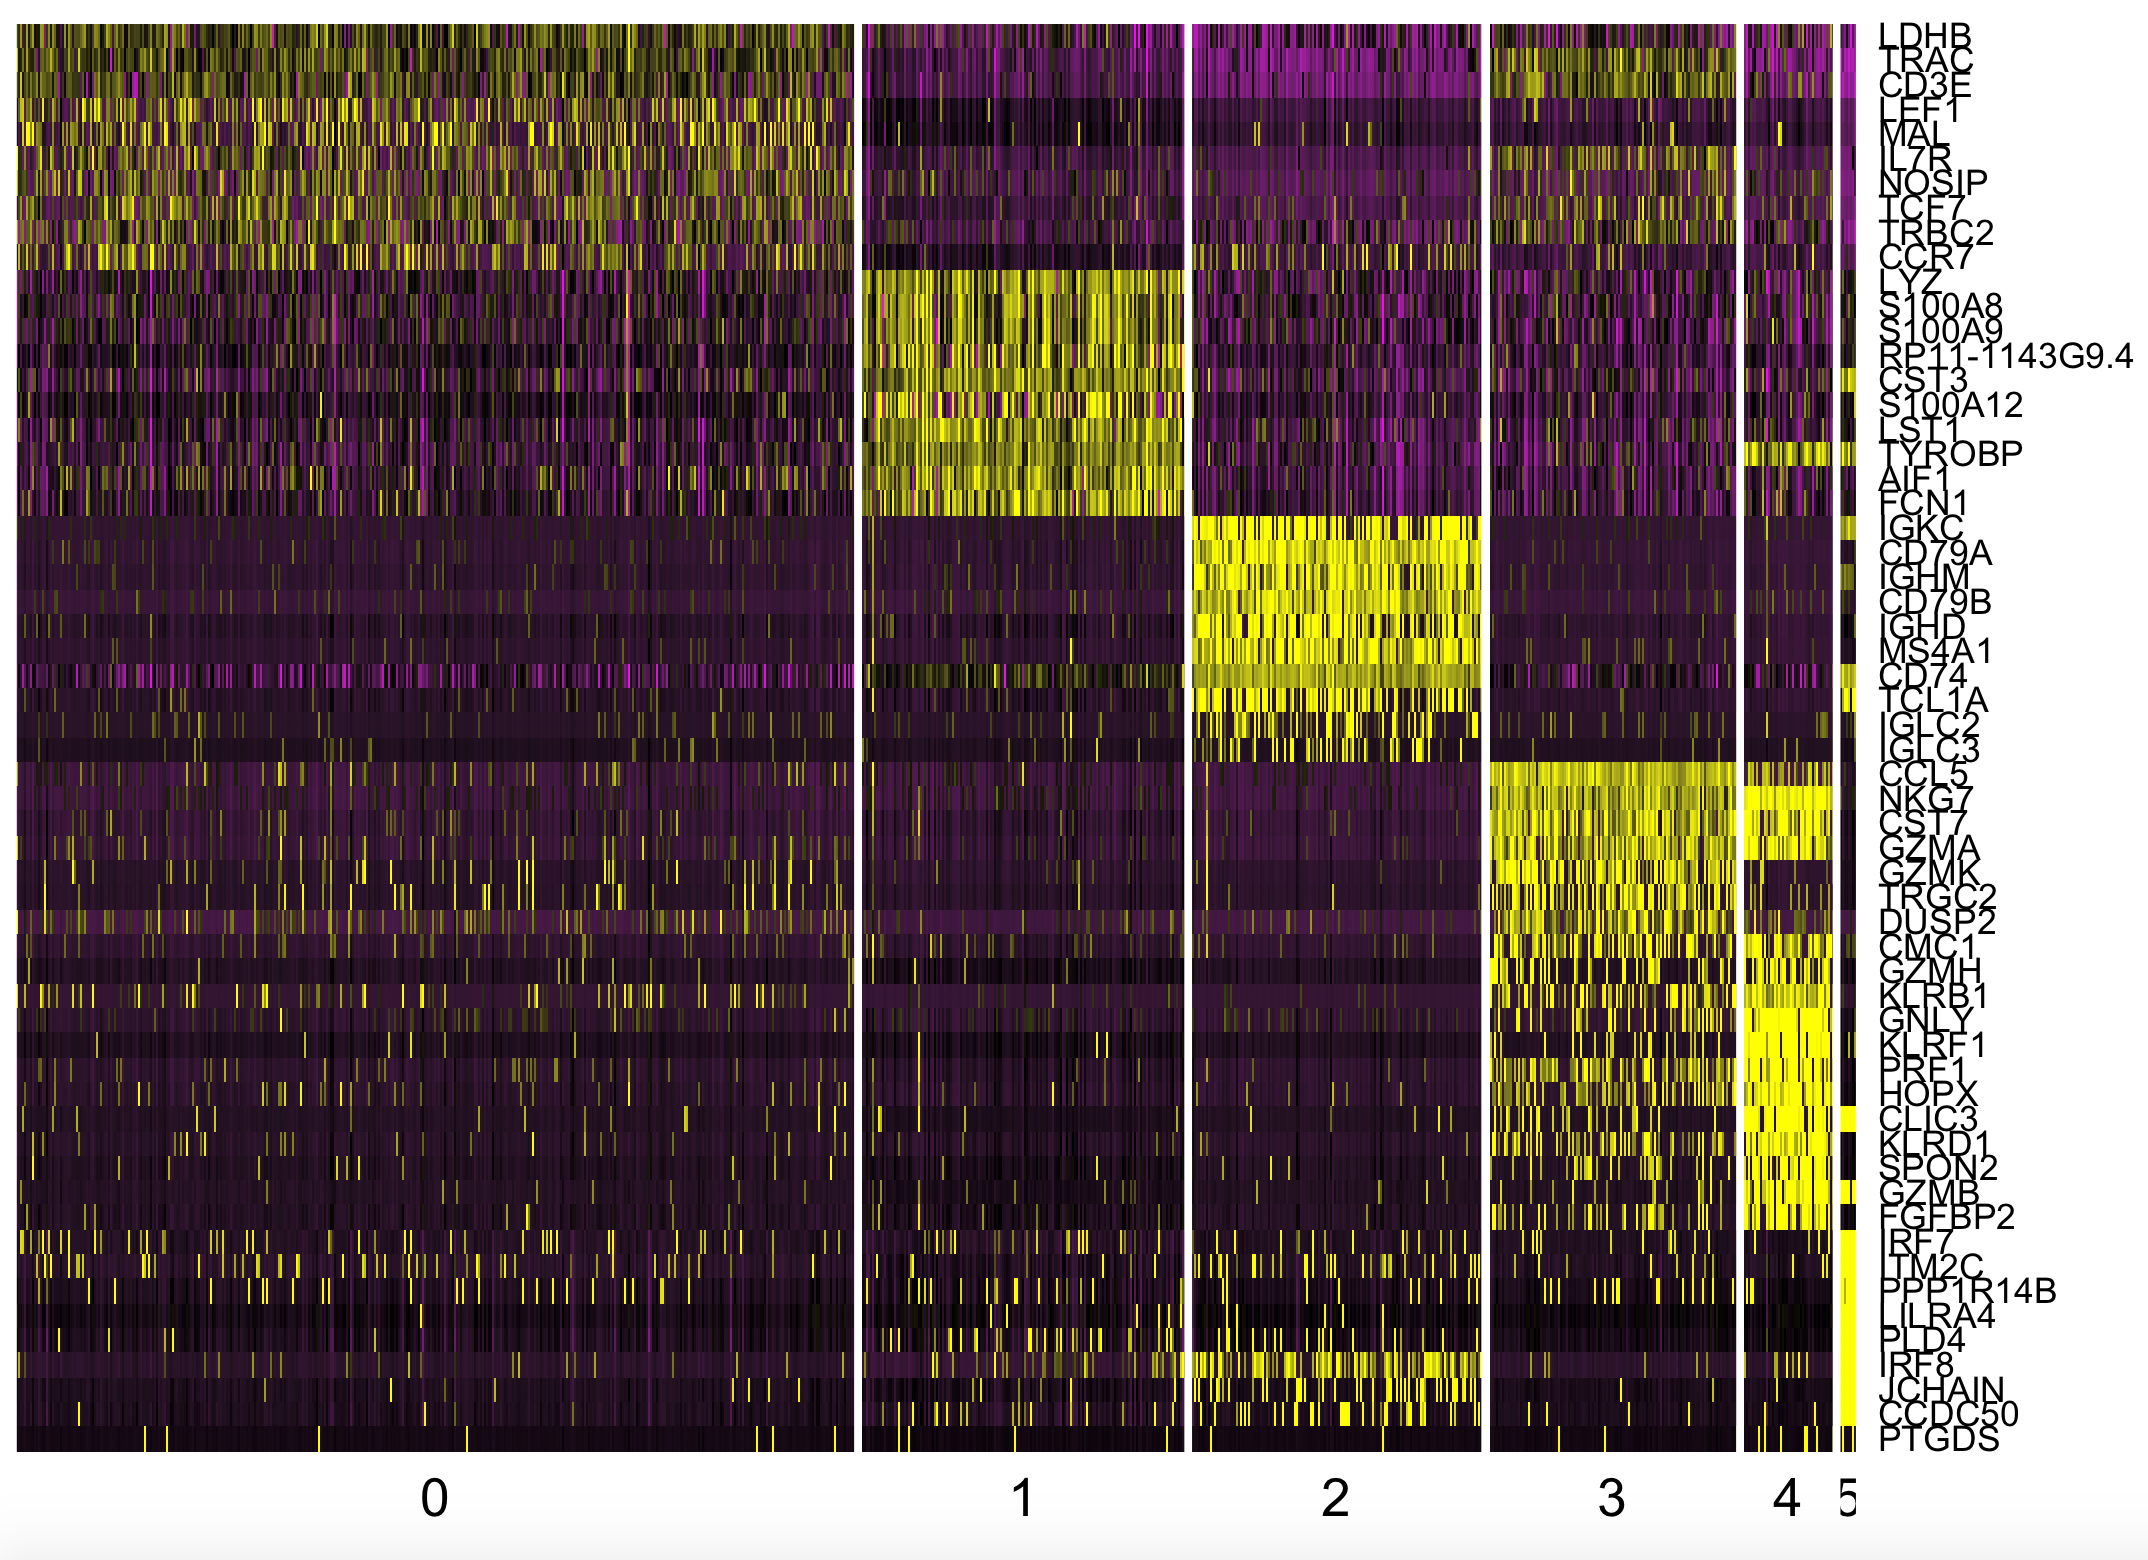 LDHB
TRAC
CD3E
LEF1
MAL
IL7R
NOSIP
TCF7
TRBC2
CCR7
LYZ
S100A8
S100A9
RP11-1143G9.4
CST3
S100A12
LST1
TYROBP
AIF1
FCN1
IGKC
CD79A
IGHM
CD79B
IGHD
MS4A1
CD74
TCL1A
IGLC2
IGLC3
CCL5
NKG7
CST7
GZMA
GZMK
TRGC2
DUSP2
CMC1
GZMH
KLRB1
GNLY
KLRF1
PRF1
HOPX
CLIC3
KLRD1
SPON2
GZMB
FGFBP2
IRF7
ITM2C
PPP1R14B
LILRA4
PLD4
IRF8
JCHAIN
CCDC50
PTGDS
0 1 2 3 4 5